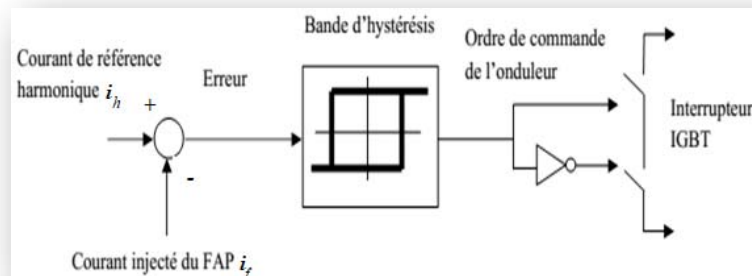 Bande d'hystérésis
Ordre de commande
de l'onduleur
Courant de référence
harmonique i_h
+
Erreur
Interrupteur
IGBT
-
Courant injecté du FAP i_f